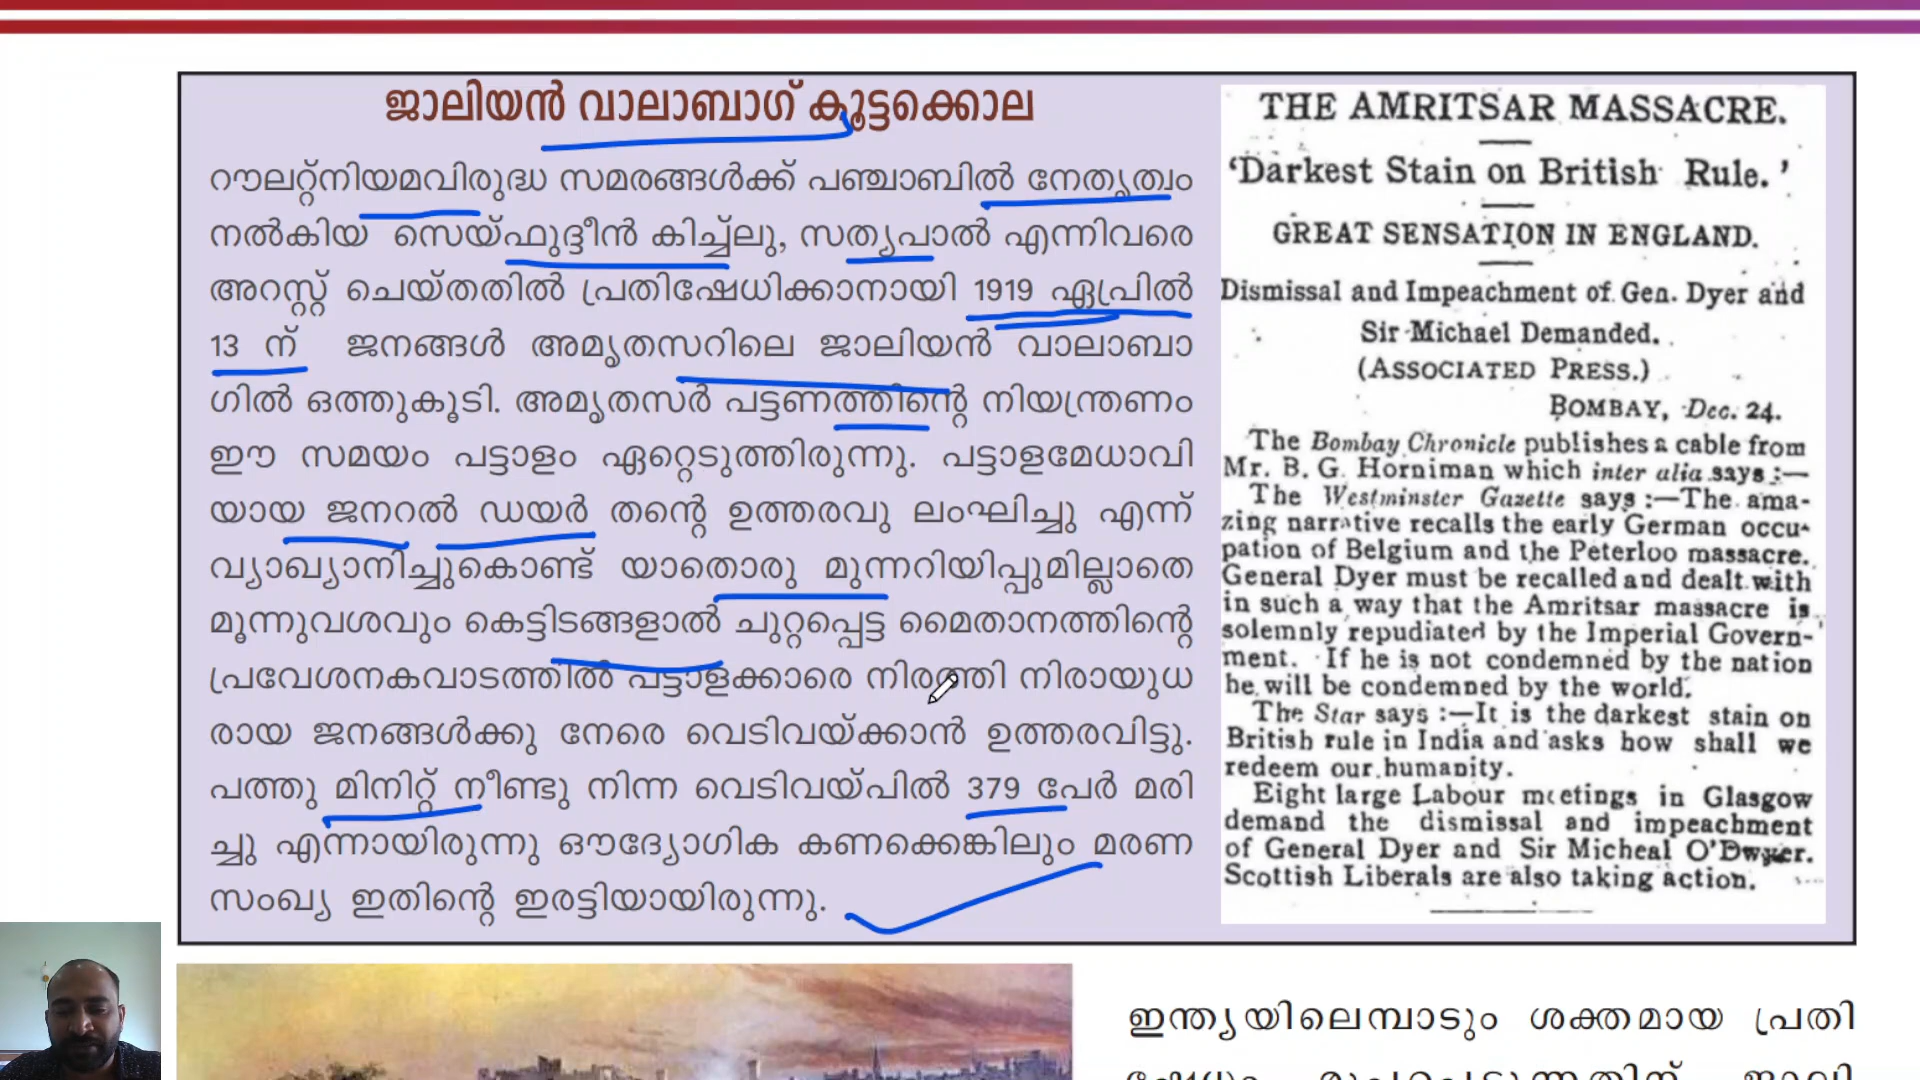 ജാലിയൻ വാലാബാഗ് കൂട്ടക്കൊല
റൗലറ്റ്നിയമവിരുദ്ധ സമരങ്ങൾക്ക് പഞ്ചാബിൽ നേതൃത്വം
നൽകിയ സെയ്ഫുദ്ദീൻ കിച്ച്ലു, സത്യപാൽ എന്നിവരെ
അറസ്റ്റ് ചെയ്തതിൽ പ്രതിഷേധിക്കാനായി 1919 ഏപ്രിൽ
13 ന് ജനങ്ങൾ അമൃതസറിലെ ജാലിയൻ വാലാബാ
ഗിൽ ഒത്തുകൂടി. അമൃതസർ പട്ടണത്തിന്റെ നിയന്ത്രണം
ഈ സമയം പട്ടാളം ഏറ്റെടുത്തിരുന്നു. പട്ടാളമേധാവി
യായ ജനറൽ ഡയർ തന്റെ ഉത്തരവു ലംഘിച്ചു എന്ന്
വ്യാഖ്യാനിച്ചുകൊണ്ട് യാതൊരു മുന്നറിയിപ്പുമില്ലാതെ
മൂന്നുവശവും കെട്ടിടങ്ങളാൽ ചുറ്റപ്പെട്ട മൈതാനത്തിന്റെ
പ്രവേശനകവാടത്തിൽ പട്ടാളക്കാരെ നിരത്തി നിരായുധ
രായ ജനങ്ങൾക്കു നേരെ വെടിവയ്ക്കാൻ ഉത്തരവിട്ടു.
പത്തു മിനിറ്റ് നീണ്ടു നിന്ന വെടിവയ്പിൽ 379 പേർ മരി
ച്ചു എന്നായിരുന്നു ഔദ്യോഗിക കണക്കെങ്കിലും മരണ
സംഖ്യ ഇതിന്റെ ഇരട്ടിയായിരുന്നു.
THE AMRITSAR MASSACRE.
'Darkest Stain on British Rule.'
GREAT SENSATION IN ENGLAND.
Dismissal and Impeachment of Gen. Dyer and
Sir Michael Demanded.
(ASSOCIATED PRESS.)
BOMBAY, Dec. 24.
The Bombay Chronicle publishes a cable from
Mr. B. G. Horniman which inter alia says :—
The Westminster Gazette says :—The ama-
zing narrative recalls the early German occu-
pation of Belgium and the Peterloo massacre.
General Dyer must be recalled and dealt with
in such a way that the Amritsar massacre is
solemnly repudiated by the Imperial Govern-
ment. If he is not condemned by the nation
he will be condemned by the world.
The Star says :—It is the darkest stain on
British rule in India and asks how shall we
redeem our humanity.
Eight large Labour meetings in Glasgow
demand the dismissal and impeachment
of General Dyer and Sir Micheal O'Dwyer.
Scottish Liberals are also taking action.
ഇന്ത്യയിലെമ്പാടും ശക്തമായ പ്രതി